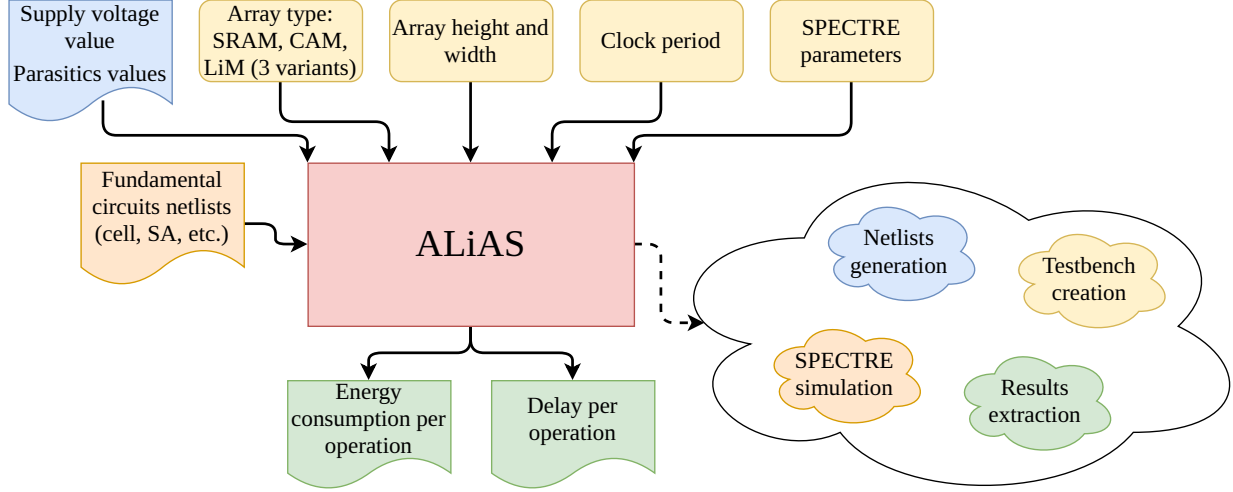 Supply voltage
value
Parasitics values
Array type:
SRAM, CAM,
LiM (3 variants)
Array height and
width
Clock period
SPECTRE
parameters
Fundamental
circuits netlists
(cell, SA, etc.)
ALiAS
Netlists
generation
Testbench
creation
SPECTRE
simulation
Results
extraction
Energy
consumption per
operation
Delay per
operation